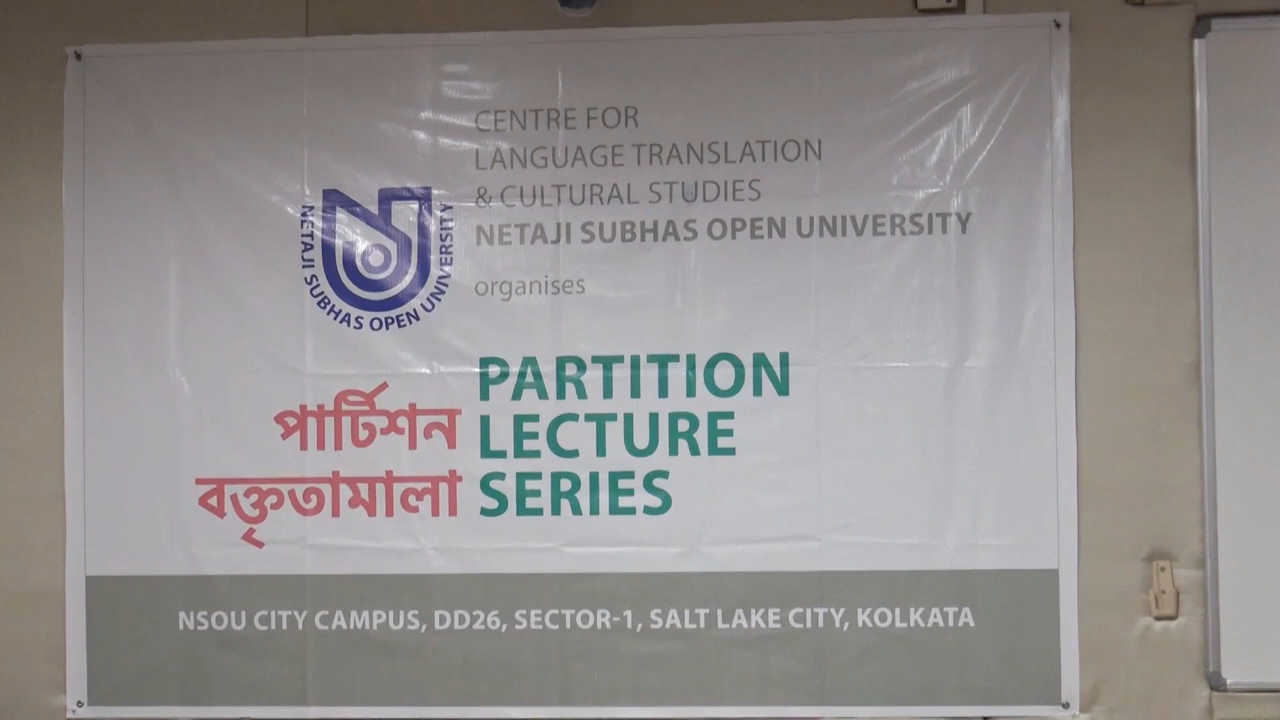 CENTRE FOR
LANGUAGE TRANSLATION
& CULTURAL STUDIES
NETAJI SUBHAS OPEN UNIVERSITY
organises
NETAJI SUBHAS OPEN UNIVERSITY
পার্টিশন
বক্তৃতামালা
PARTITION
LECTURE
SERIES
NSOU CITY CAMPUS, DD26, SECTOR-1, SALT LAKE CITY, KOLKATA